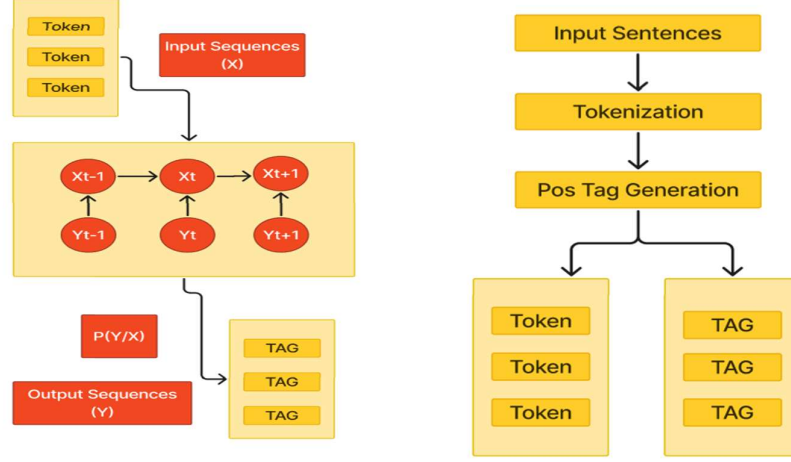 Token
Token
Token
Input Sequences
(X)
Xt-1
Xt
Xt+1
Yt-1
Yt
Yt+1
P(Y/X)
Output Sequences
(Y)
TAG
TAG
TAG
Input Sentences
Tokenization
Pos Tag Generation
Token
Token
Token
TAG
TAG
TAG